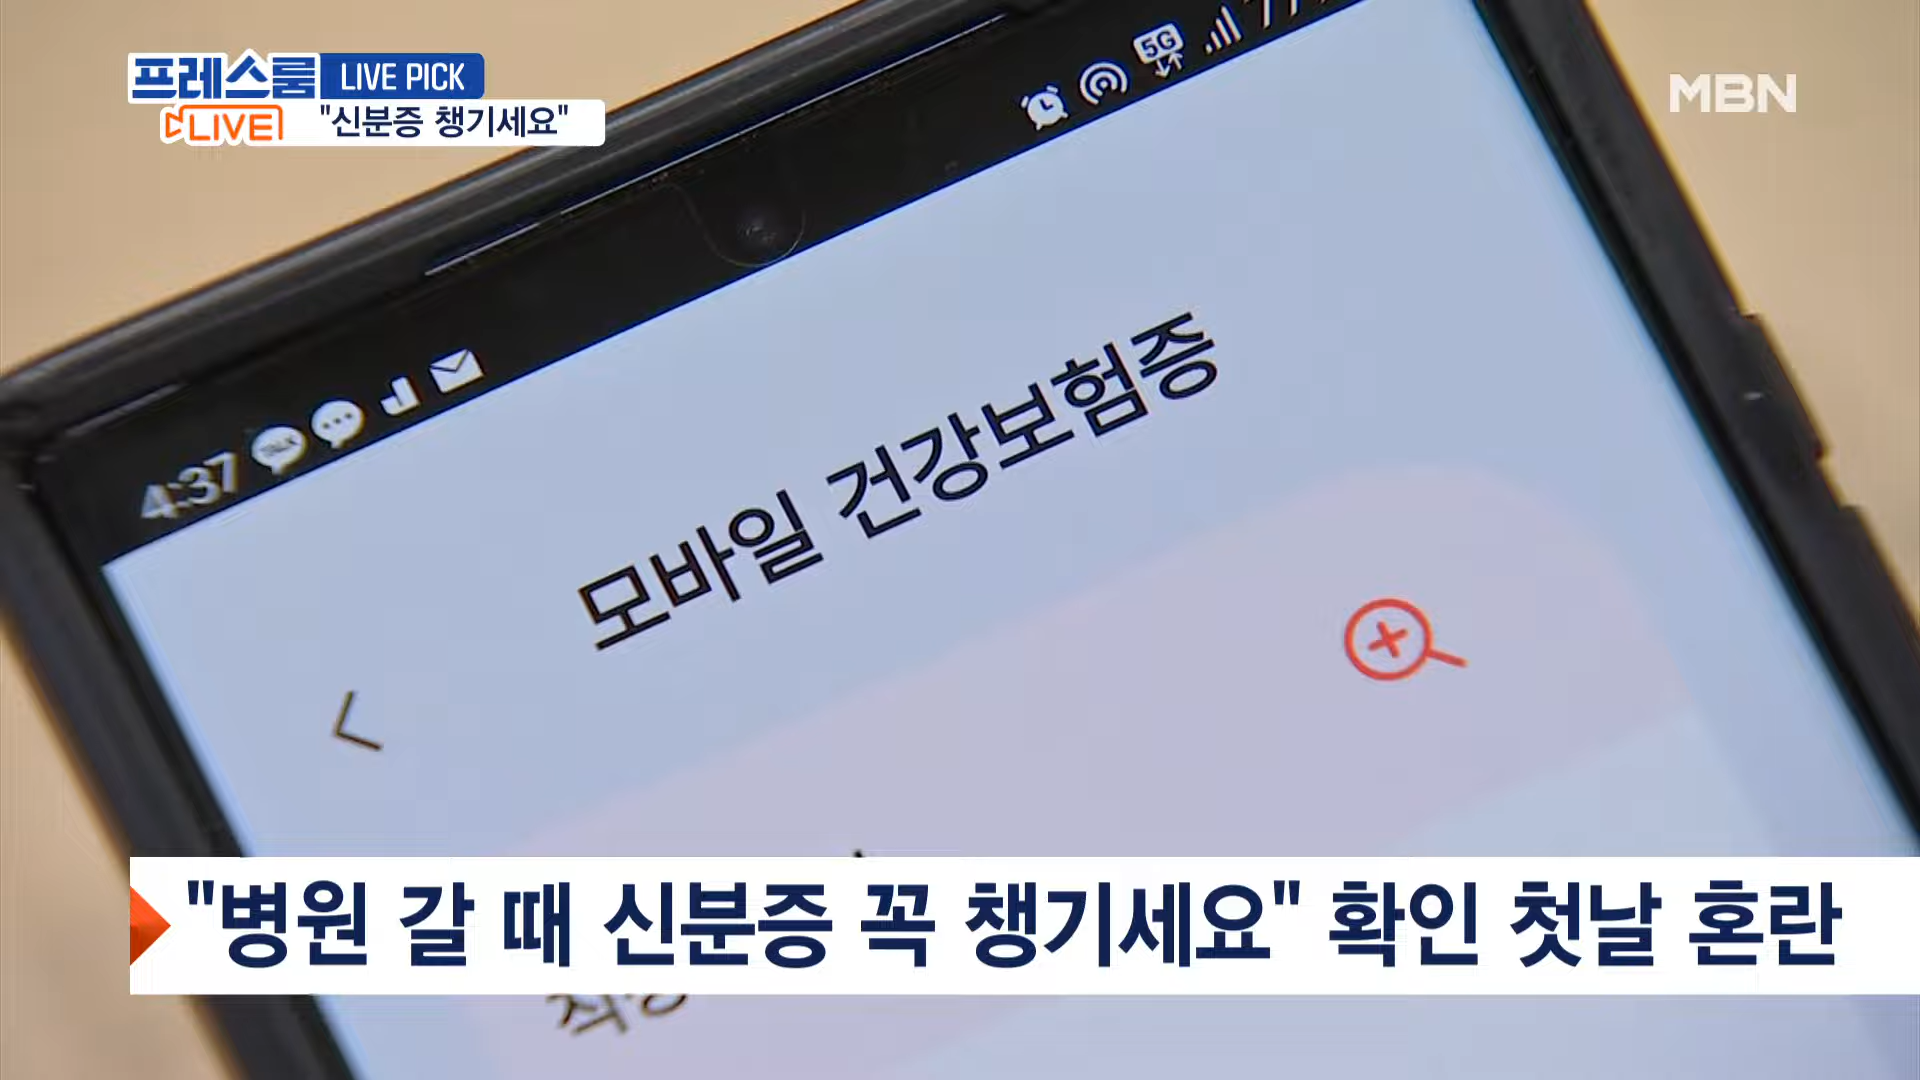 프레스룸 LIVE PICK
LIVE! "신분증 챙기세요"
MBN
5G
4:37
TALK
모바일 건강보험증
"병원 갈 때 신분증 꼭 챙기세요" 확인 첫날 혼란